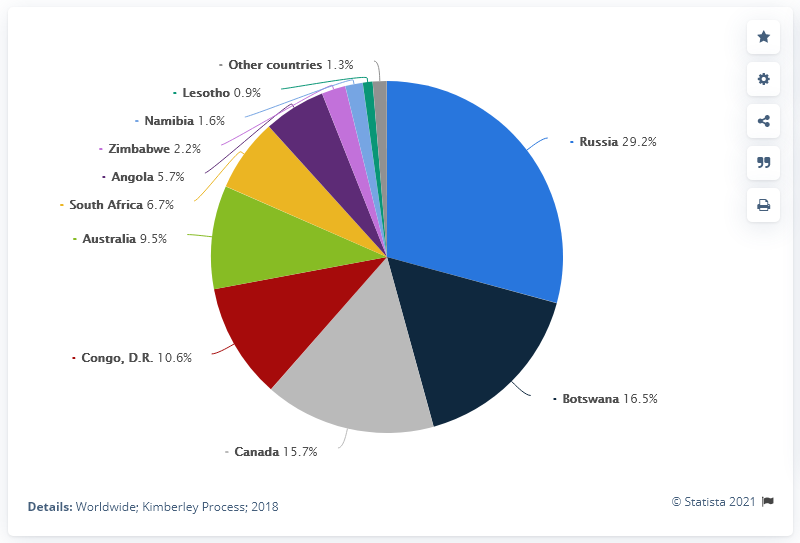 Other countries 1.3%
Lesotho 0.9%
Namibia 1.6%
Zimbabwe 2.2%
Angola 5.7%
South Africa 6.7%
Australia 9.5%
Congo, D.R. 10.6%
Canada 15.7%
Russia 29.2%
Botswana 16.5%
Details: Worldwide; Kimberley Process; 2018
© Statista 2021